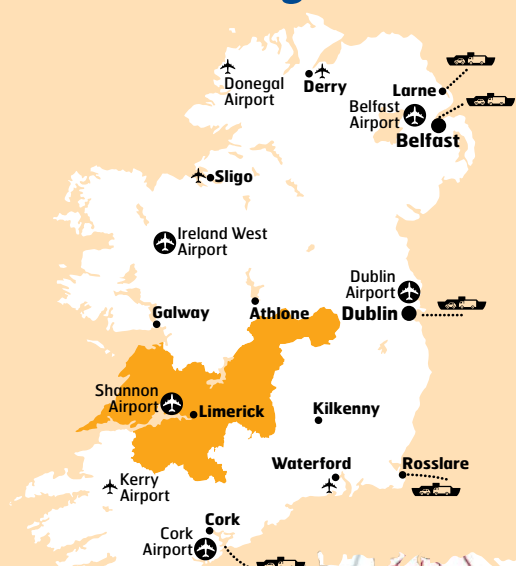 Donegal
Airport
Derry
Larne
Belfast
Airport
Belfast
Sligo
Ireland West
Airport
Dublin
Airport
Dublin
Galway
Athlone
Shannon
Airport
Limerick
Kilkenny
Waterford
Rosslare
Kerry
Airport
Cork
Cork
Airport